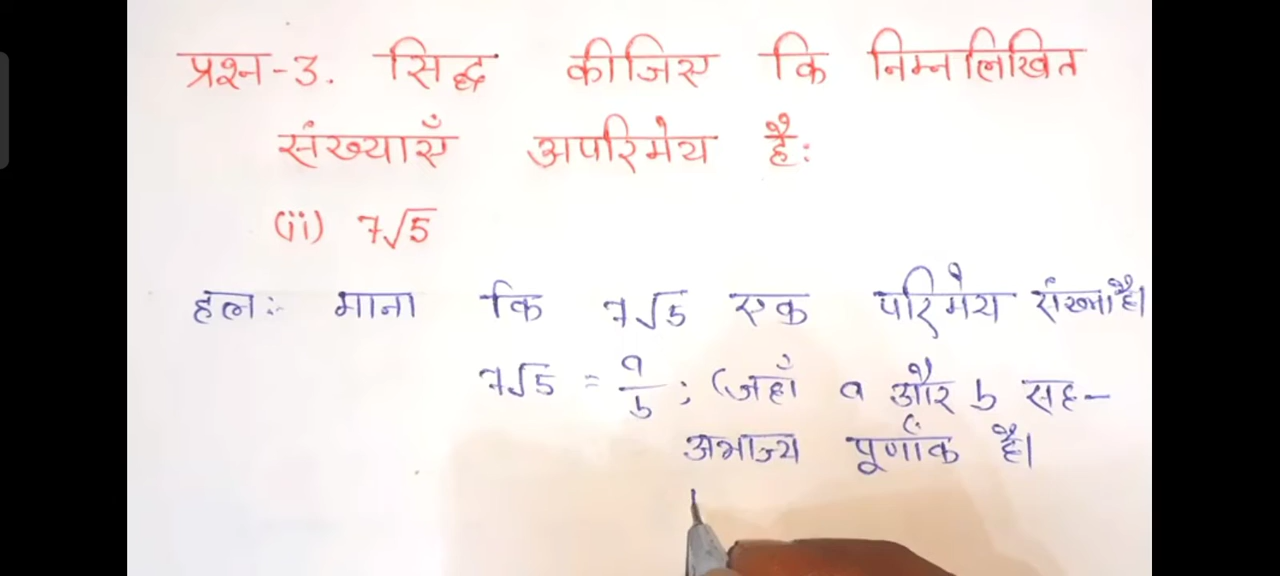 प्रश्न-3. सिद्ध कीजिए कि निम्नलिखित
संख्याएँ अपरिमेय है:
(ii) 7√5
हल:- माना कि 7√5 एक परिमेय संख्या है।
7√5 = a/b ; (जहाँ a और b सह-
अभाज्य पूर्णांक है।